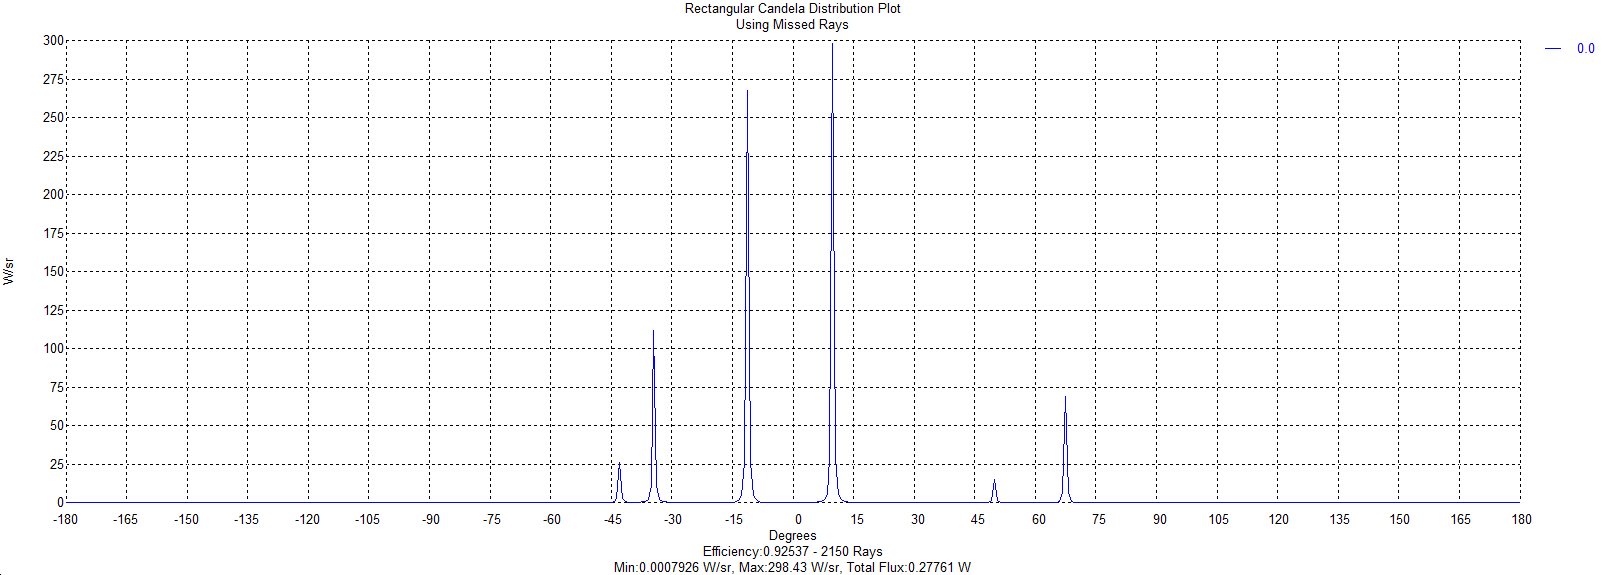 Rectangular Candela Distribution Plot
Using Missed Rays
300
275
250
225
200
175
150
125
100
75
50
25
0
W/sr
0.0
-180 -165 -150 -135 -120 -105 -90 -75 -60 -45 -30 -15 0 15 30 45 60 75 90 105 120 135 150 165 180
Degrees
Efficiency:0.92537 - 2150 Rays
Min:0.0007926 W/sr, Max:298.43 W/sr, Total Flux:0.27761 W